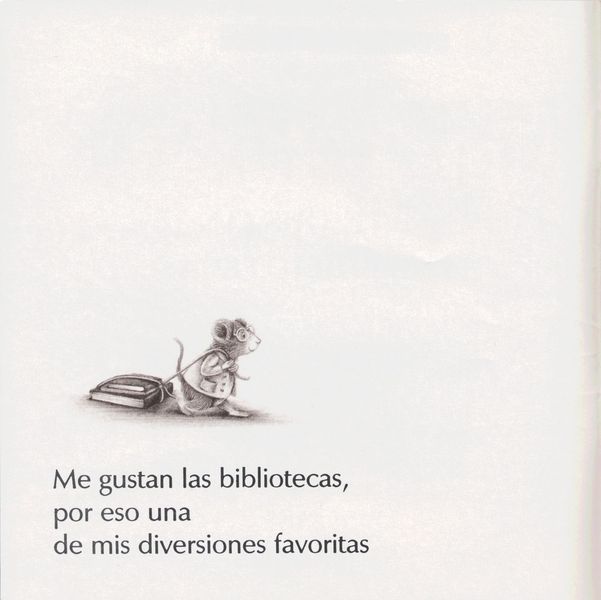 Me gustan las bibliotecas,
por eso una
de mis diversiones favoritas